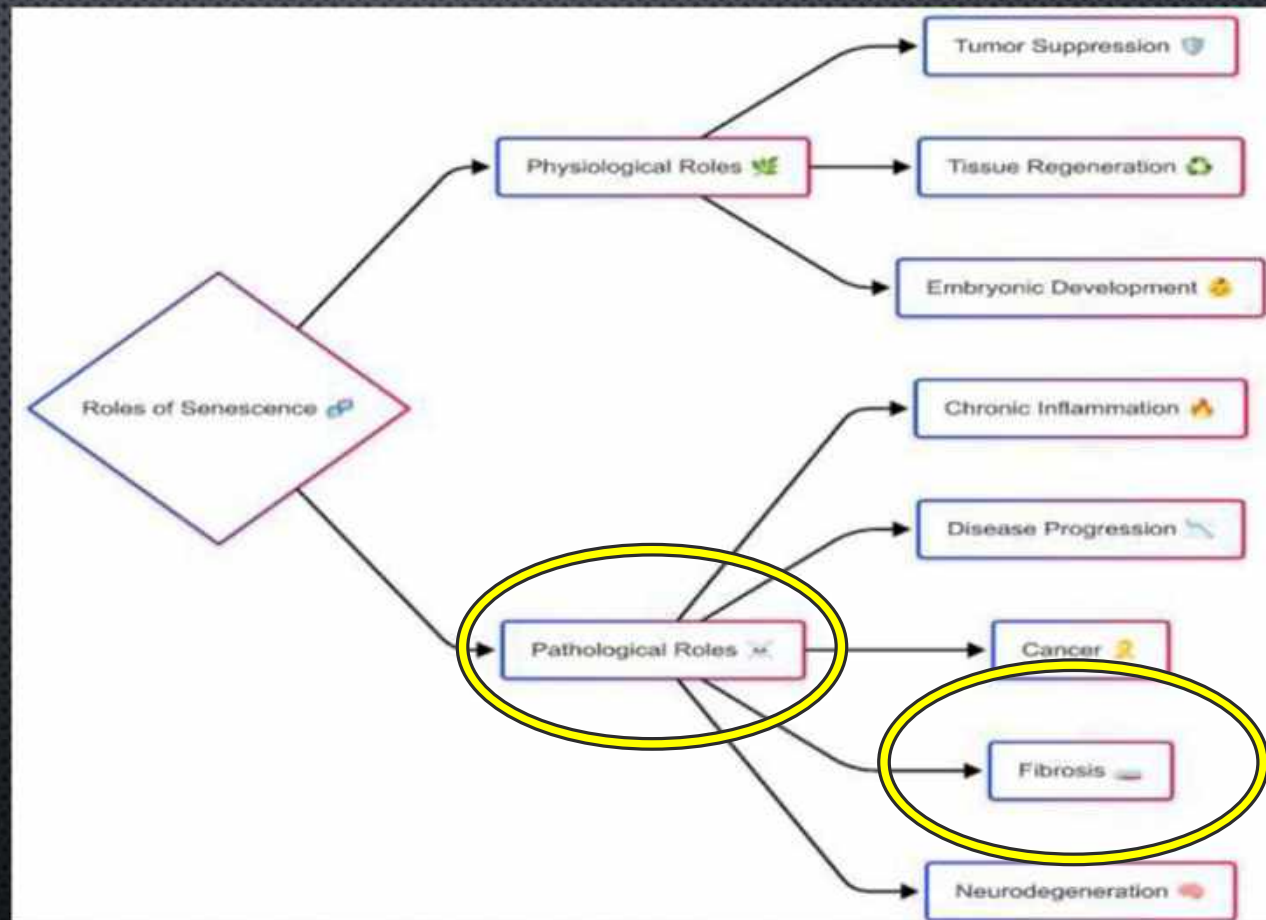 Tumor Suppression 🛡️
Physiological Roles 🌿
Tissue Regeneration ♻️
Embryonic Development 👶
Roles of Senescence 🧬
Chronic Inflammation 🔥
Disease Progression 📉
Pathological Roles ☠️
Cancer 🎗️
Fibrosis 🫁
Neurodegeneration 🧠